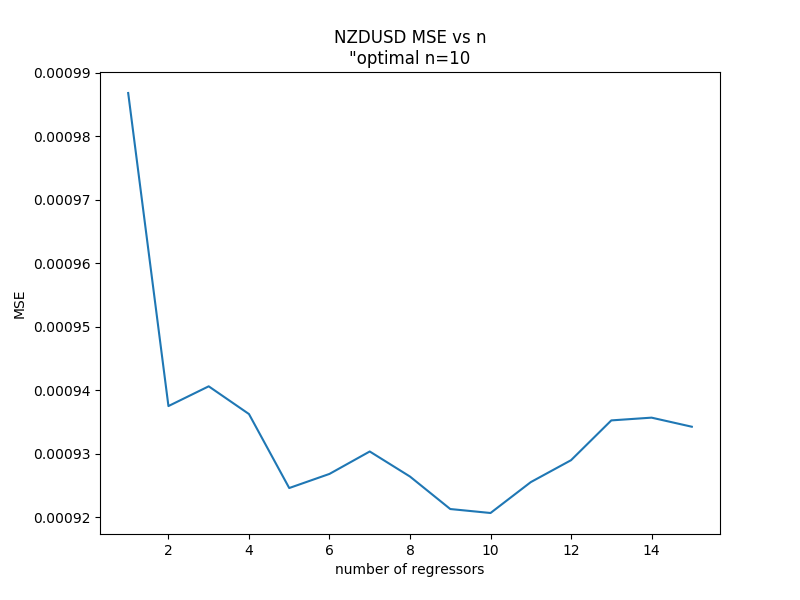 NZDUSD MSE vs n
"optimal n=10
0.00099
0.00098
0.00097
0.00096
0.00095
0.00094
0.00093
0.00092
MSE
2 4 6 8 10 12 14
number of regressors